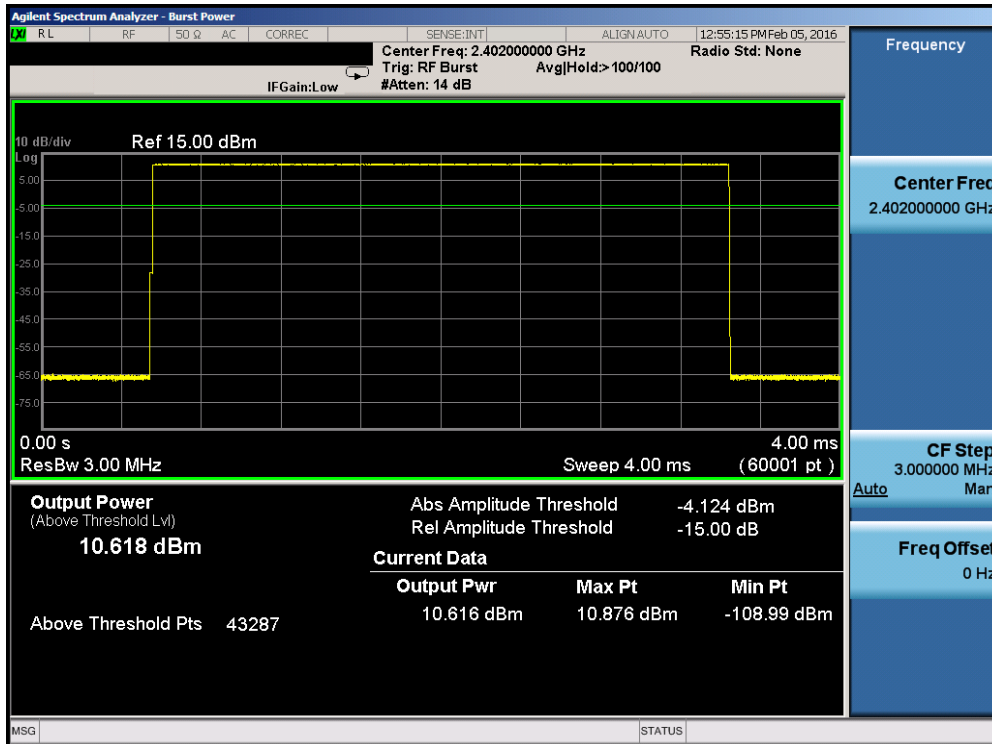 Agilent Spectrum Analyzer - Burst Power
LXI RL RF 50 Ω AC CORREC SENSE:INT ALIGN AUTO 12:55:15 PM Feb 05, 2016
Center Freq: 2.402000000 GHz Radio Std: None
Trig: RF Burst Avg|Hold:>100/100
IFGain:Low #Atten: 14 dB
10 dB/div Ref 15.00 dBm
Log
5.00
-5.00
-15.0
-25.0
-35.0
-45.0
-55.0
-65.0
-75.0
0.00 s 4.00 ms
ResBw 3.00 MHz Sweep 4.00 ms (60001 pt)
Output Power
(Above Threshold Lvl)
10.618 dBm
Above Threshold Pts 43287
Abs Amplitude Threshold -4.124 dBm
Rel Amplitude Threshold -15.00 dB
Current Data
Output Pwr Max Pt Min Pt
10.616 dBm 10.876 dBm -108.99 dBm
MSG STATUS
Frequency
Center Freq
2.402000000 GHz
CF Step
3.000000 MHz
Auto Man
Freq Offset
0 Hz